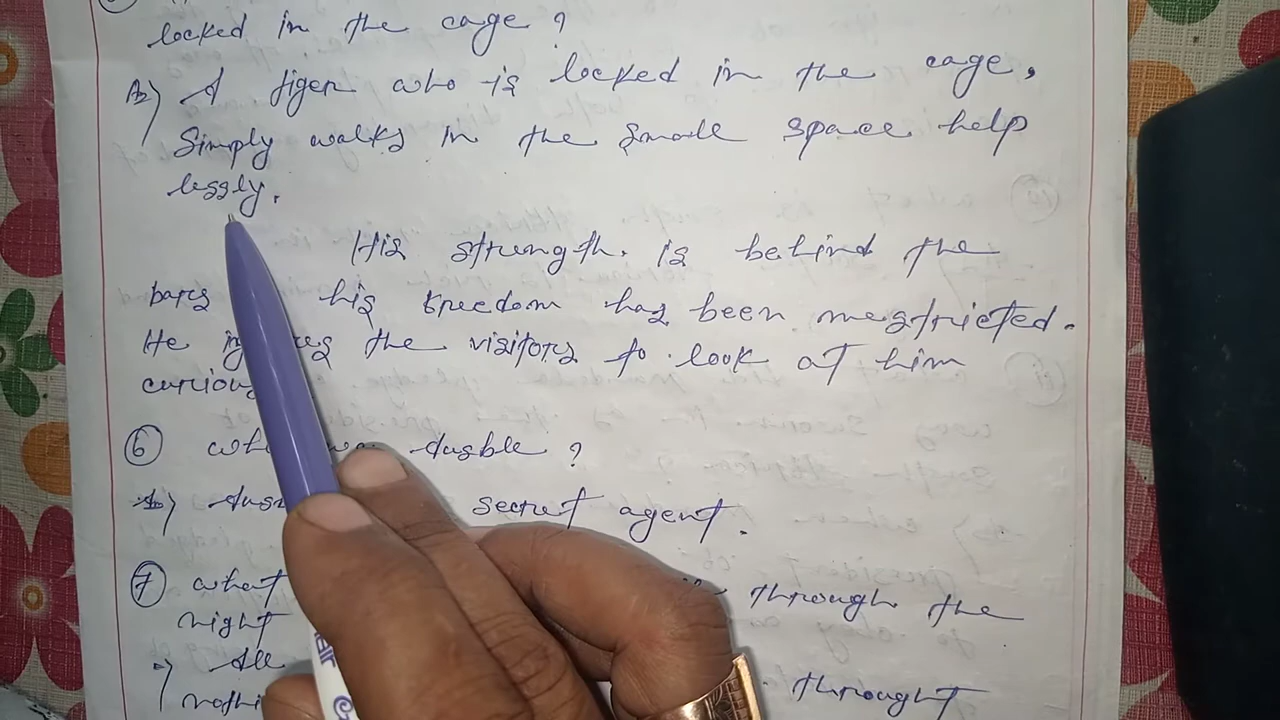 locked in the cage ?
A) A tiger who is locked in the cage,
Simply walks in the small space help
lessly.
His strength. is behind the
bars his freedom has been restricted.
He the visitors to look at him
⑥ dusble ?
A) secret agent.
⑦ what through the
night
A) All
throught